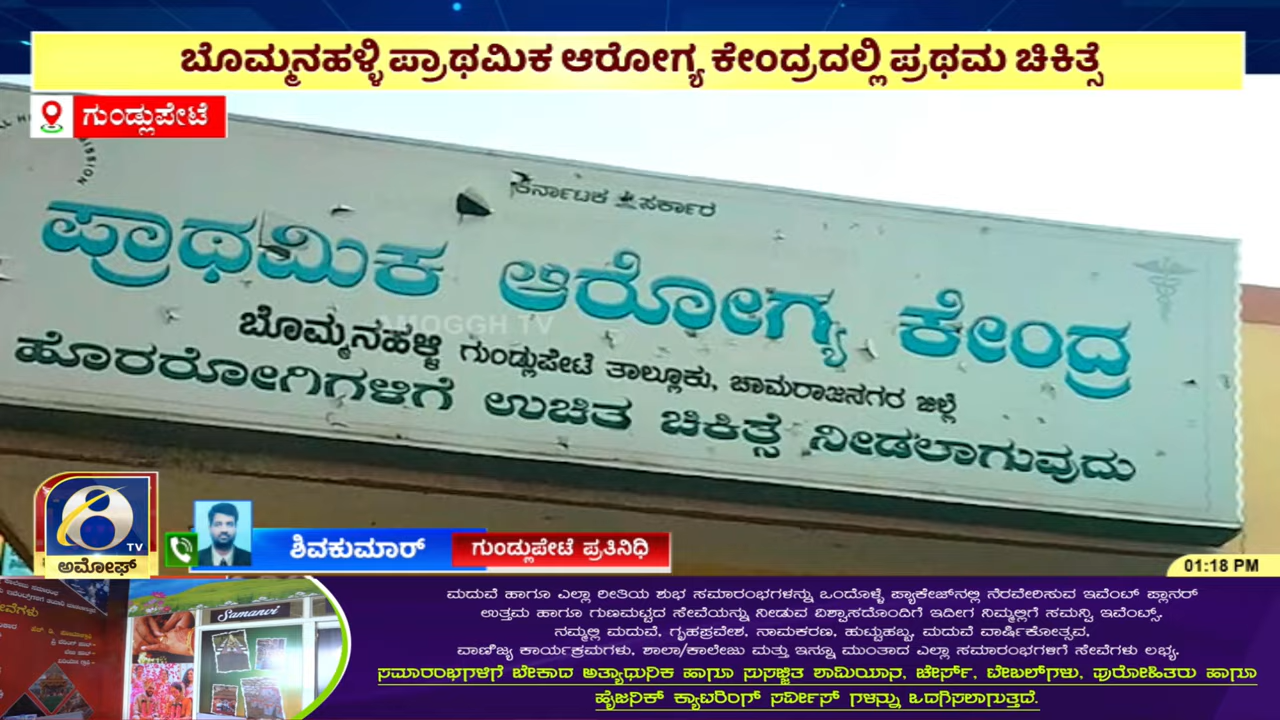 ಬೊಮ್ಮನಹಳ್ಳಿ ಪ್ರಾಥಮಿಕ ಆರೋಗ್ಯ ಕೇಂದ್ರದಲ್ಲಿ ಪ್ರಥಮ ಚಿಕಿತ್ಸೆ
ಗುಂಡ್ಲುಪೇಟೆ
ಕರ್ನಾಟಕ ಸರ್ಕಾರ
ಪ್ರಾಥಮಿಕ ಆರೋಗ್ಯ ಕೇಂದ್ರ
AMOGGH TV
ಬೊಮ್ಮನಹಳ್ಳಿ ಗುಂಡ್ಲುಪೇಟೆ ತಾಲ್ಲೂಕು, ಚಾಮರಾಜನಗರ ಜಿಲ್ಲೆ
ಹೊರರೋಗಿಗಳಿಗೆ ಉಚಿತ ಚಿಕಿತ್ಸೆ ನೀಡಲಾಗುವುದು
TV
ಅಮೋಘ್
ಶಿವಕುಮಾರ್ ಗುಂಡ್ಲುಪೇಟೆ ಪ್ರತಿನಿಧಿ
01:18 PM
Samanvi
ಮದುವೆ ಹಾಗೂ ಎಲ್ಲಾ ರೀತಿಯ ಶುಭ ಸಮಾರಂಭಗಳನ್ನು ಒಂದೊಳ್ಳೆ ಪ್ಯಾಕೇಜ್‌ನಲ್ಲಿ ನೆರವೇಲಿಸುವ ಇವೆಂಟ್ ಪ್ಲಾನರ್
ಉತ್ತಮ ಹಾಗೂ ಗುಣಮಟ್ಟದ ಸೇವೆಯನ್ನು ನೀಡುವ ವಿಶ್ವಾಸದೊಂದಿಗೆ ಇದೀಗ ನಿಮ್ಮಲ್ಲಿಗೆ ಸಮನ್ವಿ ಇವೆಂಟ್ಸ್.
ನಮ್ಮಲ್ಲಿ ಮದುವೆ, ಗೃಹಪ್ರವೇಶ, ನಾಮಕರಣ, ಹುಟ್ಟುಹಬ್ಬ, ಮದುವೆ ವಾರ್ಷಿಕೋತ್ಸವ,
ವಾಣಿಜ್ಯ ಕಾರ್ಯಕ್ರಮಗಳು, ಶಾಲಾ/ಕಾಲೇಜು ಮತ್ತು ಇನ್ನೂ ಮುಂತಾದ ಎಲ್ಲಾ ಸಮಾರಂಭಗಳಿಗೆ ಸೇವೆಗಳು ಲಭ್ಯ.
ಸಮಾರಂಭಗಳಿಗೆ ಬೇಕಾದ ಅತ್ಯಾಧುನಿಕ ಹಾಗೂ ಸುಸಜ್ಜಿತ ಶಾಮಿಯಾನ, ಚೇರ್ಸ್, ಟೇಬಲ್‌ಗಳು, ಪುರೋಹಿತರು ಹಾಗೂ
ಹೈಜನಿಕ್ ಕ್ಯಾಟರಿಂಗ್ ಸರ್ವೀಸ್ ಗಳನ್ನು ಒದಗಿಸಲಾಗುತ್ತದೆ.